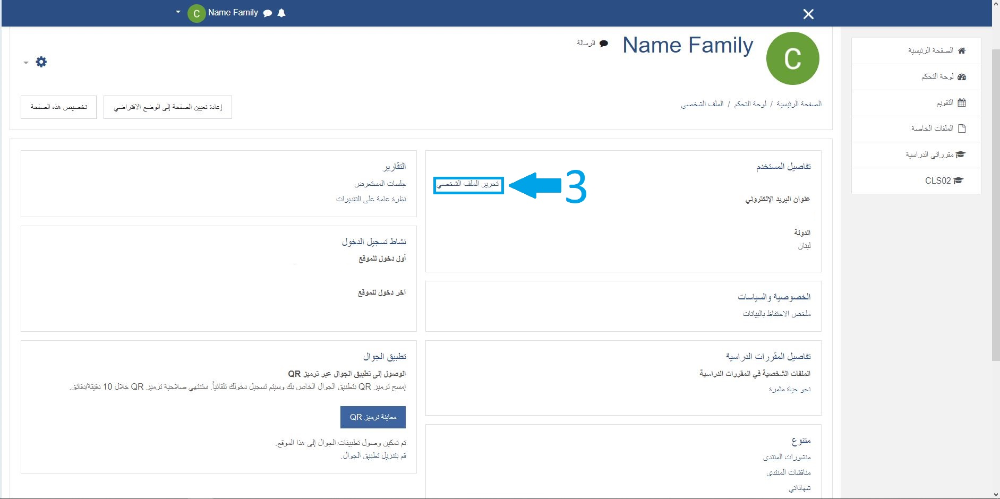 Name Family
C
C
Name Family
الرسالة
الصفحة الرئيسية / لوحة التحكم / الملف الشخصي
إعادة تعيين الصفحة إلى الوضع الافتراضي
تخصيص هذه الصفحة
الصفحة الرئيسية
لوحة التحكم
التقويم
الملفات الخاصة
مقرراتي الدراسية
CLS02
تفاصيل المستخدم
تحرير الملف الشخصي
3
عنوان البريد الإلكتروني
الدولة
لبنان
الخصوصية والسياسات
ملخص الاحتفاظ بالبيانات
تفاصيل المقررات الدراسية
الملفات الشخصية في المقررات الدراسية
نحو حياة مثمرة
متنوع
منشورات المنتدى
مناقشات المنتدى
شهاداتي
التقارير
جلسات المستعرض
نظرة عامة على التقديرات
نشاط تسجيل الدخول
أول دخول للموقع
آخر دخول للموقع
تطبيق الجوال
الوصول إلى تطبيق الجوال عبر ترميز QR
إمسح ترميز QR بتطبيق الجوال الخاص بك وسيتم تسجيل دخولك تلقائياً. ستنتهي صلاحية ترميز QR خلال 10 دقيقة/دقائق.
معاينة ترميز QR
تم تمكين وصول تطبيقات الجوال إلى هذا الموقع.
قم بتنزيل تطبيق الجوال.